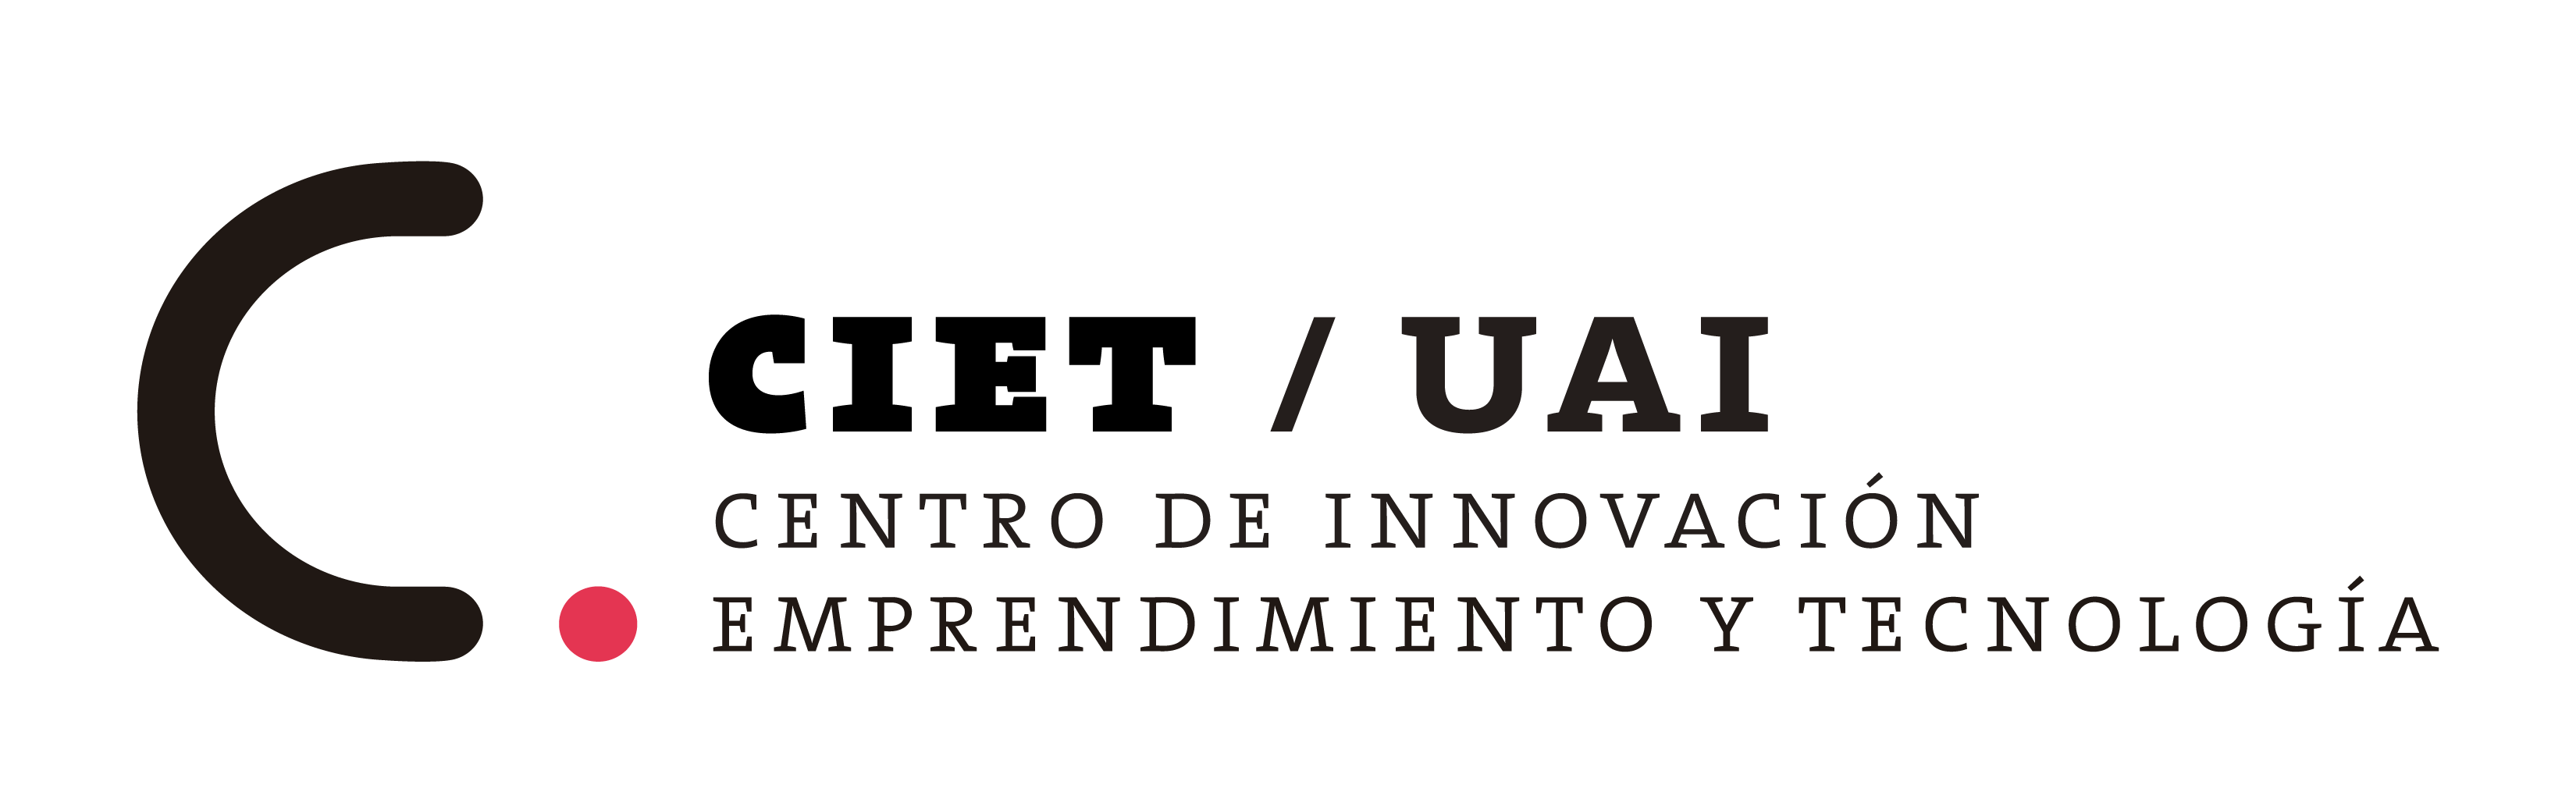 C.
CIET / UAI
CENTRO DE INNOVACIÓN
EMPRENDIMIENTO Y TECNOLOGÍA